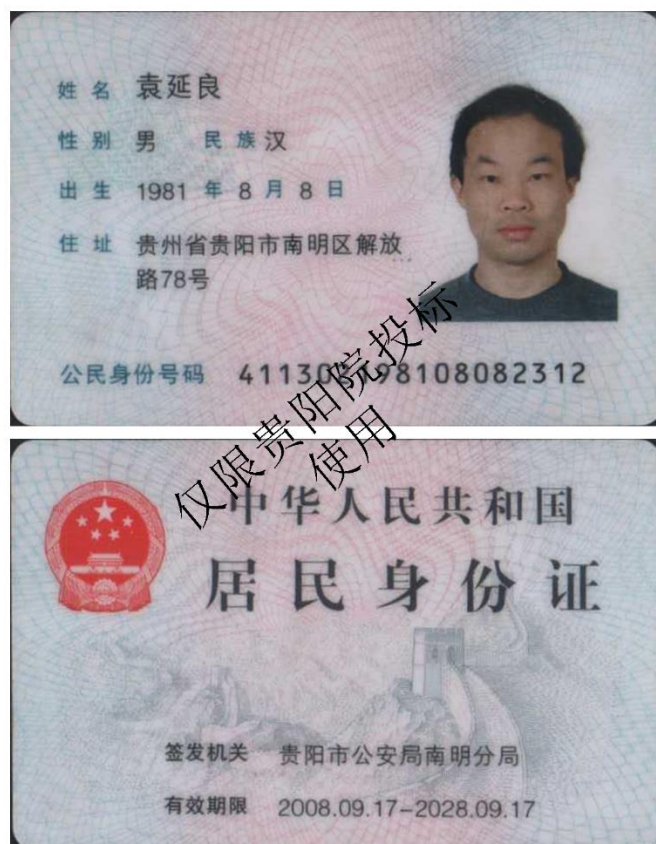 姓名 袁延良
性别 男 民族 汉
出生 1981 年 8 月 8 日
住址 贵州省贵阳市南明区解放
路78号
公民身份号码
仅限贵阳院投标
使用
中华人民共和国
居民身份证
签发机关 贵阳市公安局南明分局
有效期限 2008.09.17-2028.09.17